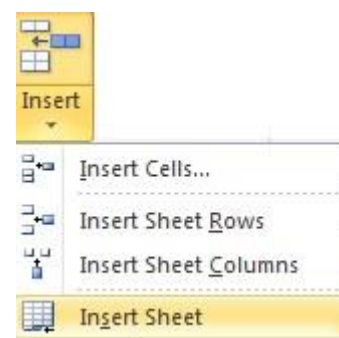 Insert
Insert Cells...
Insert Sheet Rows
Insert Sheet Columns
Insert Sheet